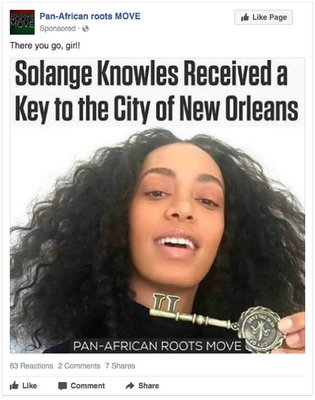 Pan-African roots MOVE
Like Page
Sponsored ·
There you go, girl!
Solange Knowles Received a
Key to the City of New Orleans
PAN-AFRICAN ROOTS MOVE
63 Reactions 2 Comments 7 Shares
Like Comment Share